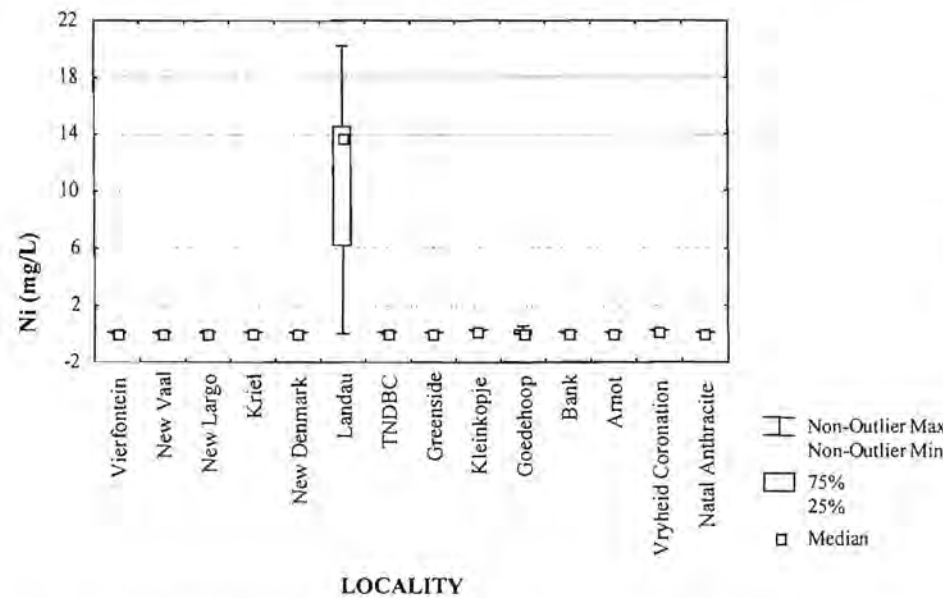 22
18
14
10
6
2
-2
Ni (mg/L)
Vierfontein
New Vaal
New Largo
Kriel
New Denmark
Landau
TNDBC
Greenside
Kleinkopje
Goedehoop
Bank
Arnot
Vryheid Coronation
Natal Anthracite
LOCALITY
Non-Outlier Max
Non-Outlier Min
75%
25%
Median